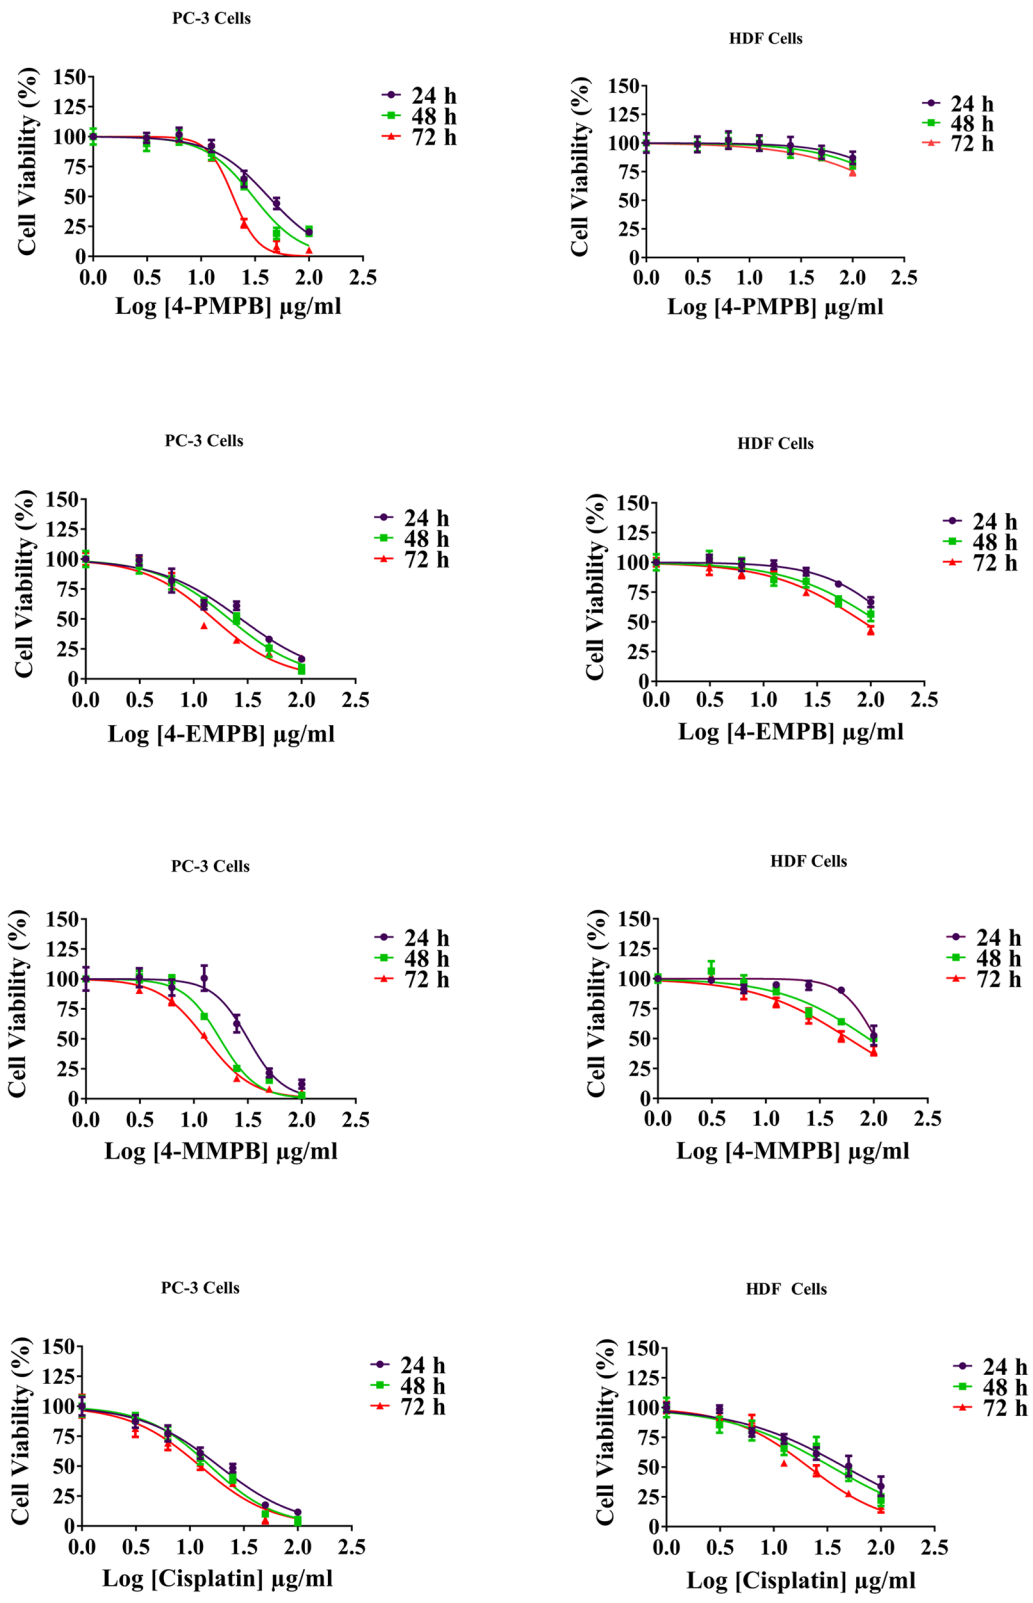 PC-3 Cells
Cell Viability (%)
150
125
100
75
50
25
0
0.0 0.5 1.0 1.5 2.0 2.5
Log [4-PMPB] µg/ml
24 h
48 h
72 h
HDF Cells
Cell Viability (%)
150
125
100
75
50
25
0
0.0 0.5 1.0 1.5 2.0 2.5
Log [4-PMPB] µg/ml
24 h
48 h
72 h
PC-3 Cells
Cell Viability (%)
150
125
100
75
50
25
0
0.0 0.5 1.0 1.5 2.0 2.5
Log [4-EMPB] µg/ml
24 h
48 h
72 h
HDF Cells
Cell Viability (%)
150
125
100
75
50
25
0
0.0 0.5 1.0 1.5 2.0 2.5
Log [4-EMPB] µg/ml
24 h
48 h
72 h
PC-3 Cells
Cell Viability (%)
150
125
100
75
50
25
0
0.0 0.5 1.0 1.5 2.0 2.5
Log [4-MMPB] µg/ml
24 h
48 h
72 h
HDF Cells
Cell Viability (%)
150
125
100
75
50
25
0
0.0 0.5 1.0 1.5 2.0 2.5
Log [4-MMPB] µg/ml
24 h
48 h
72 h
PC-3 Cells
Cell Viability (%)
150
125
100
75
50
25
0
0.0 0.5 1.0 1.5 2.0 2.5
Log [Cisplatin] µg/ml
24 h
48 h
72 h
HDF Cells
Cell Viability (%)
150
125
100
75
50
25
0
0.0 0.5 1.0 1.5 2.0 2.5
Log [Cisplatin] µg/ml
24 h
48 h
72 h